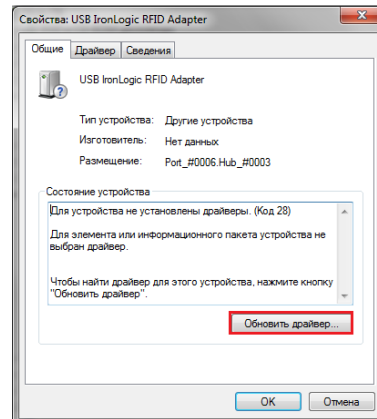 Свойства: USB IronLogic RFID Adapter
Общие Драйвер Сведения
USB IronLogic RFID Adapter
Тип устройства: Другие устройства
Изготовитель: Нет данных
Размещение: Port_#0006.Hub_#0003
Состояние устройства
Для устройства не установлены драйверы. (Код 28)
Для элемента или информационного пакета устройства не
выбран драйвер.
Чтобы найти драйвер для этого устройства, нажмите кнопку
"Обновить драйвер".
Обновить драйвер...
OK Отмена